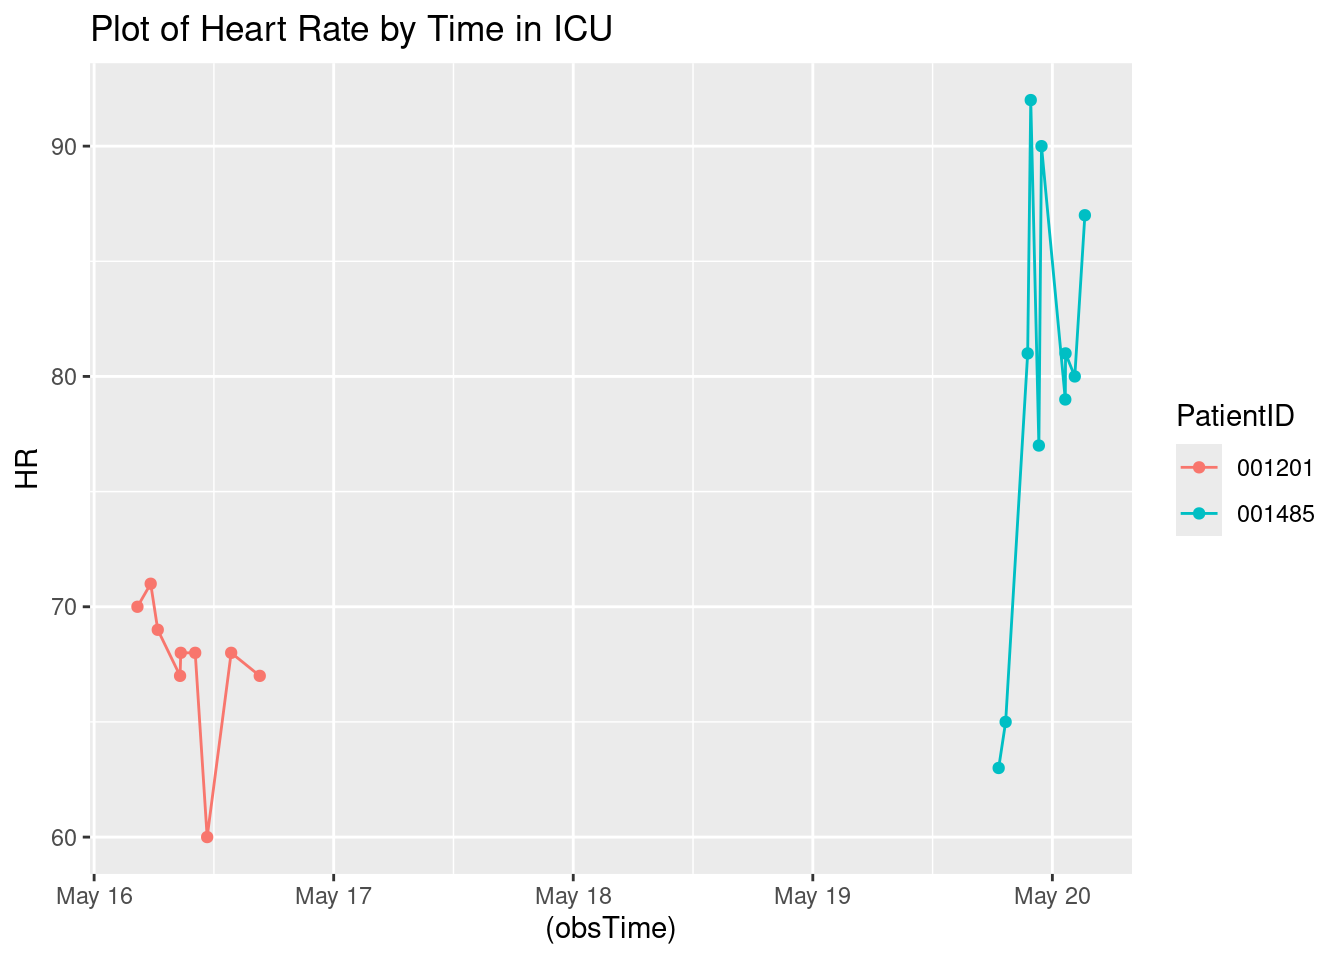 Plot of Heart Rate by Time in ICU
HR
90
80
70
60
May 16 May 17 May 18 May 19 May 20
(obsTime)
PatientID
001201
001485